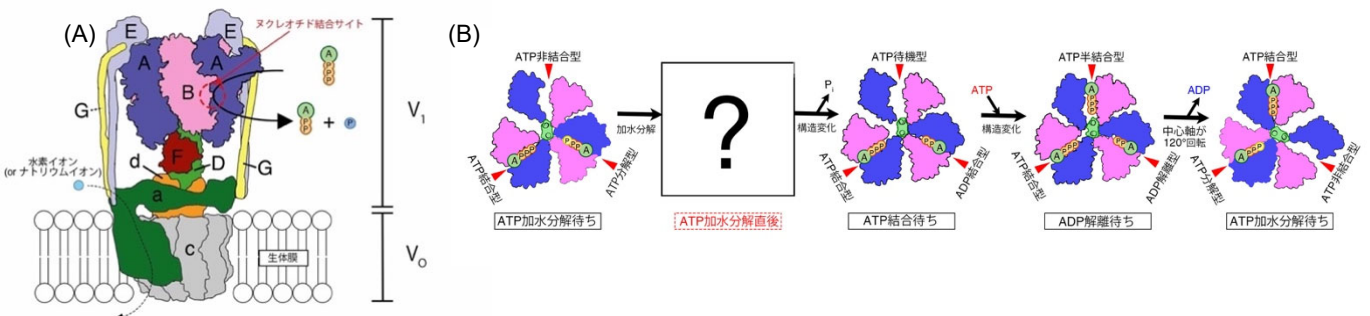 (A)
E
E
ヌクレオチド結合サイト
A
A
B
A
P
P
P
A
P
P
+
P
G
F
D
d
G
水素イオン
(or ナトリウムイオン)
a
c
生体膜
V1
VO
(B)
ATP非結合型
ATP結合型
ATP分解型
A
PPP
PPP
A
ATP加水分解待ち
加水分解
?
ATP加水分解直後
Pi
構造変化
ATP待機型
ATP結合型
ADP結合型
A
PPP
PP
A
ATP結合待ち
ATP
構造変化
ATP半結合型
ATP結合型
ADP解離型
A
P
P
P
A
PPP
PP
A
ADP解離待ち
ADP
中心軸が
120°回転
ATP結合型
ATP分解型
ATP非結合型
A
P
P
P
A
PPP
ATP加水分解待ち